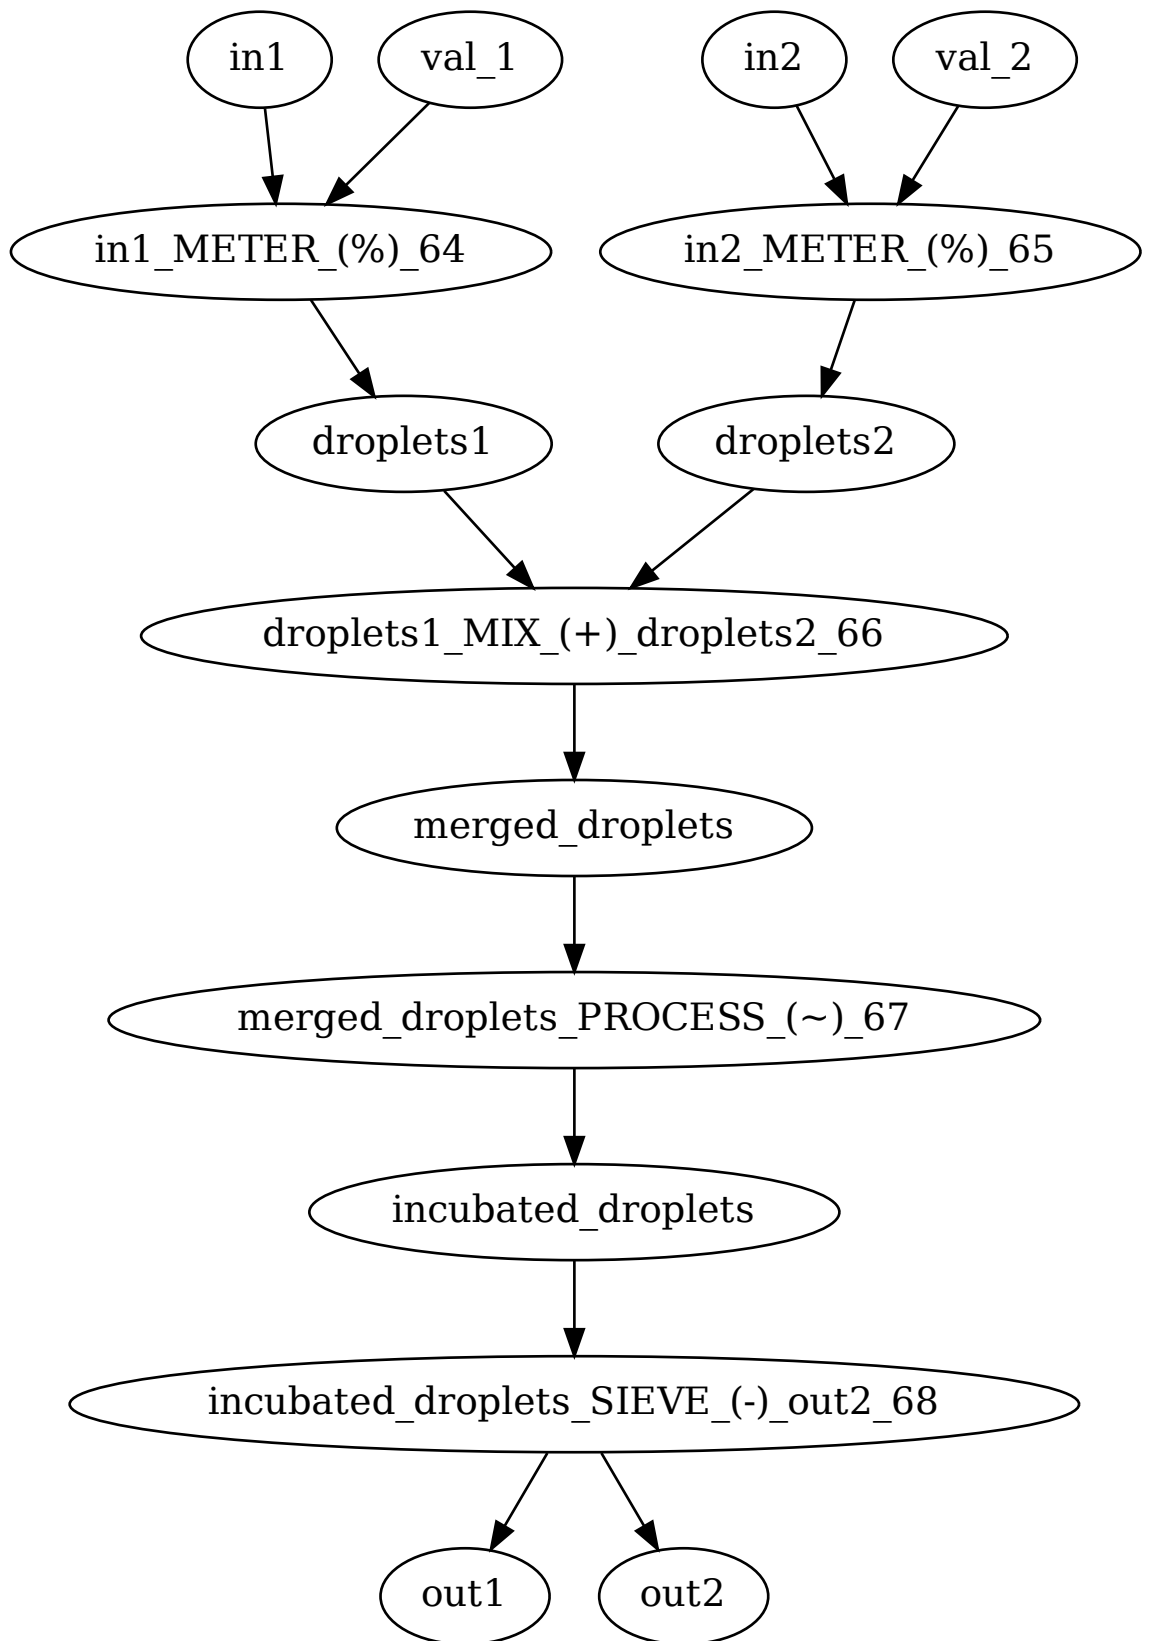 in1
val_1
in2
val_2
in1_METER_(%)_64
in2_METER_(%)_65
droplets1
droplets2
droplets1_MIX_(+)_droplets2_66
merged_droplets
merged_droplets_PROCESS_(~)_67
incubated_droplets
incubated_droplets_SIEVE_(-)_out2_68
out1
out2